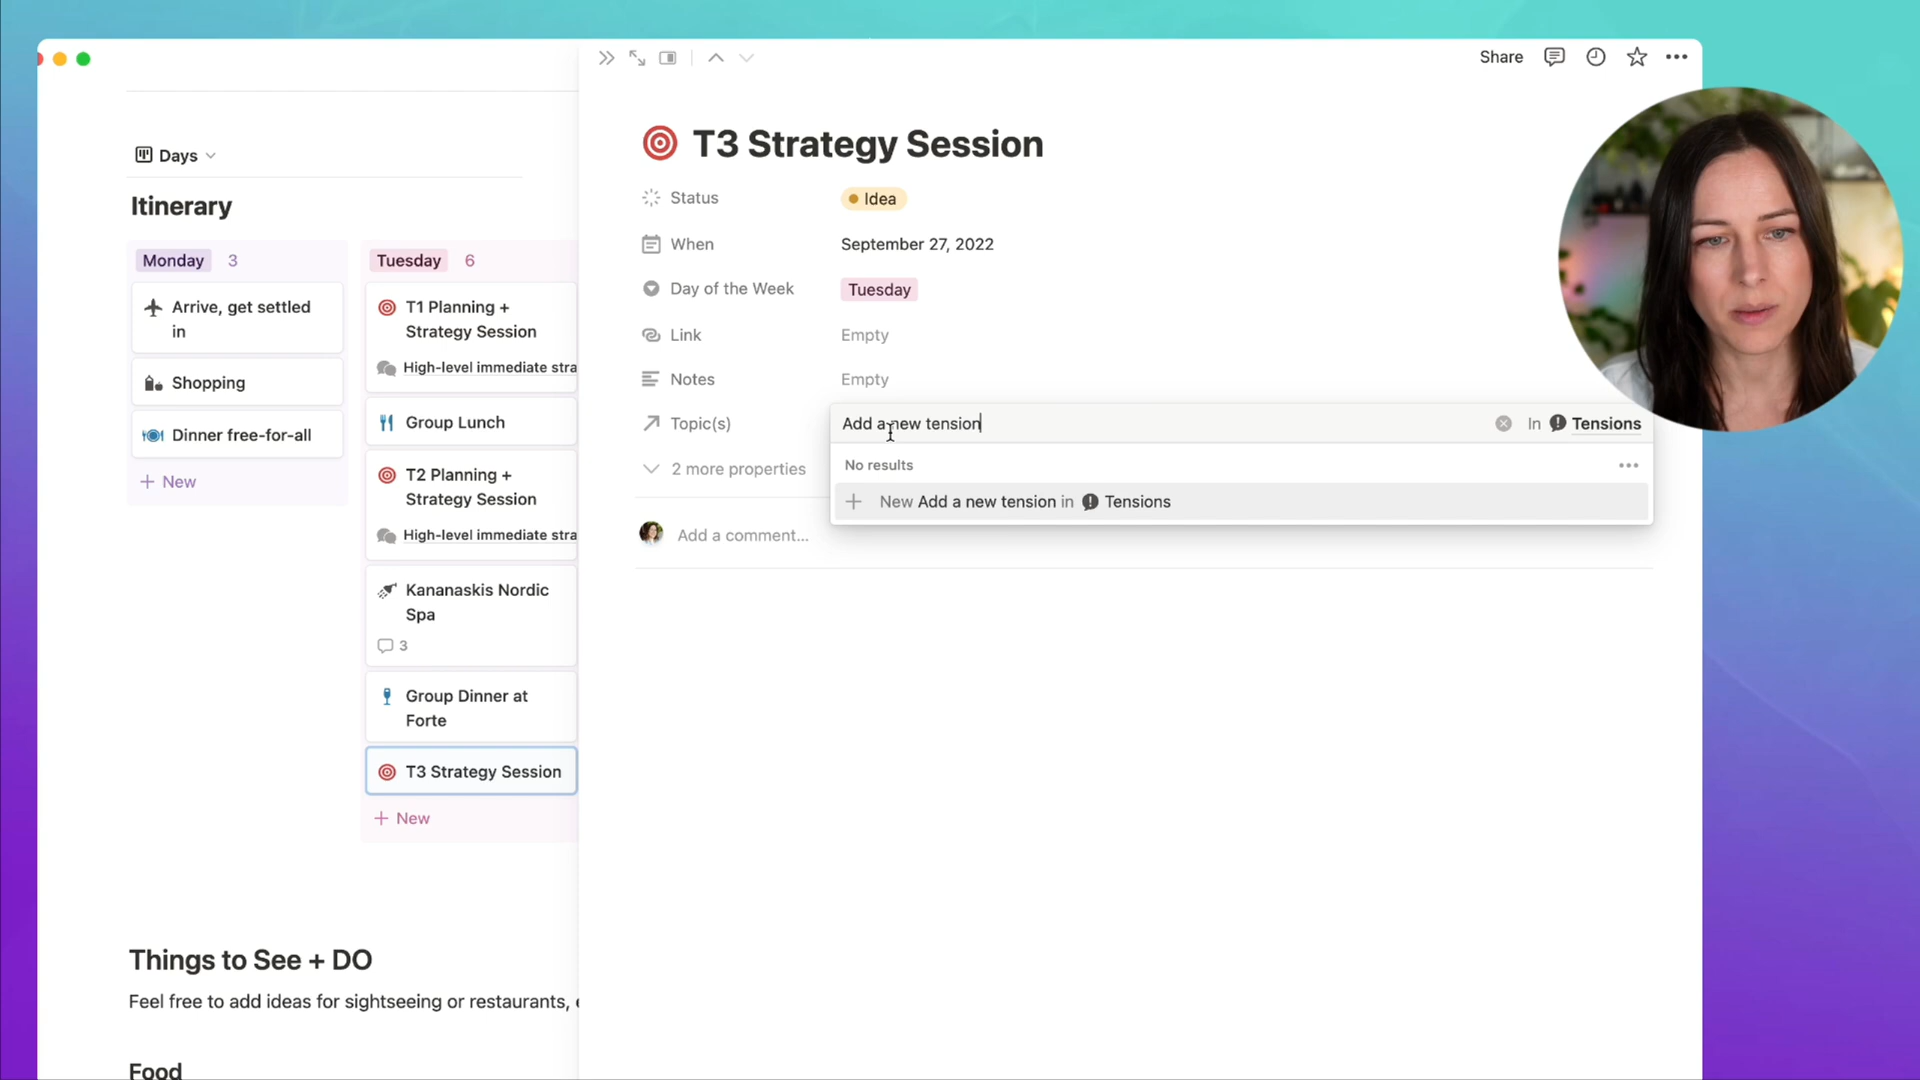 Share
Days
Itinerary
Monday 3
Arrive, get settled
in
Shopping
Dinner free-for-all
+ New
Tuesday 6
T1 Planning +
Strategy Session
High-level immediate stra
Group Lunch
T2 Planning +
Strategy Session
High-level immediate stra
Kananaskis Nordic
Spa
3
Group Dinner at
Forte
T3 Strategy Session
+ New
Things to See + DO
Feel free to add ideas for sightseeing or restaurants,
Food
T3 Strategy Session
Status Idea
When September 27, 2022
Day of the Week Tuesday
Link Empty
Notes Empty
Topic(s) Add a new tension In Tensions
No results
+ New Add a new tension in Tensions
2 more properties
Add a comment...